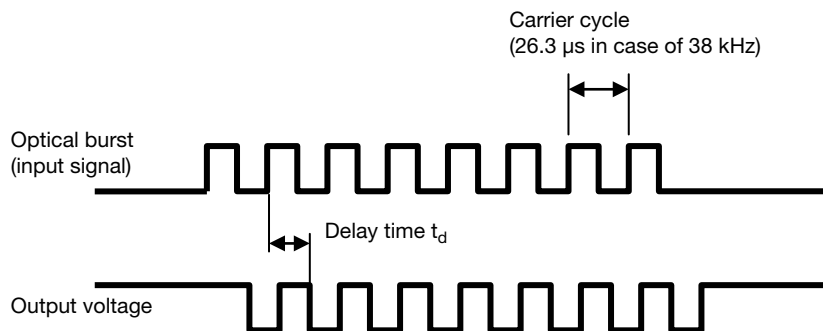 Carrier cycle
(26.3 µs in case of 38 kHz)
Optical burst
(input signal)
Delay time td
Output voltage